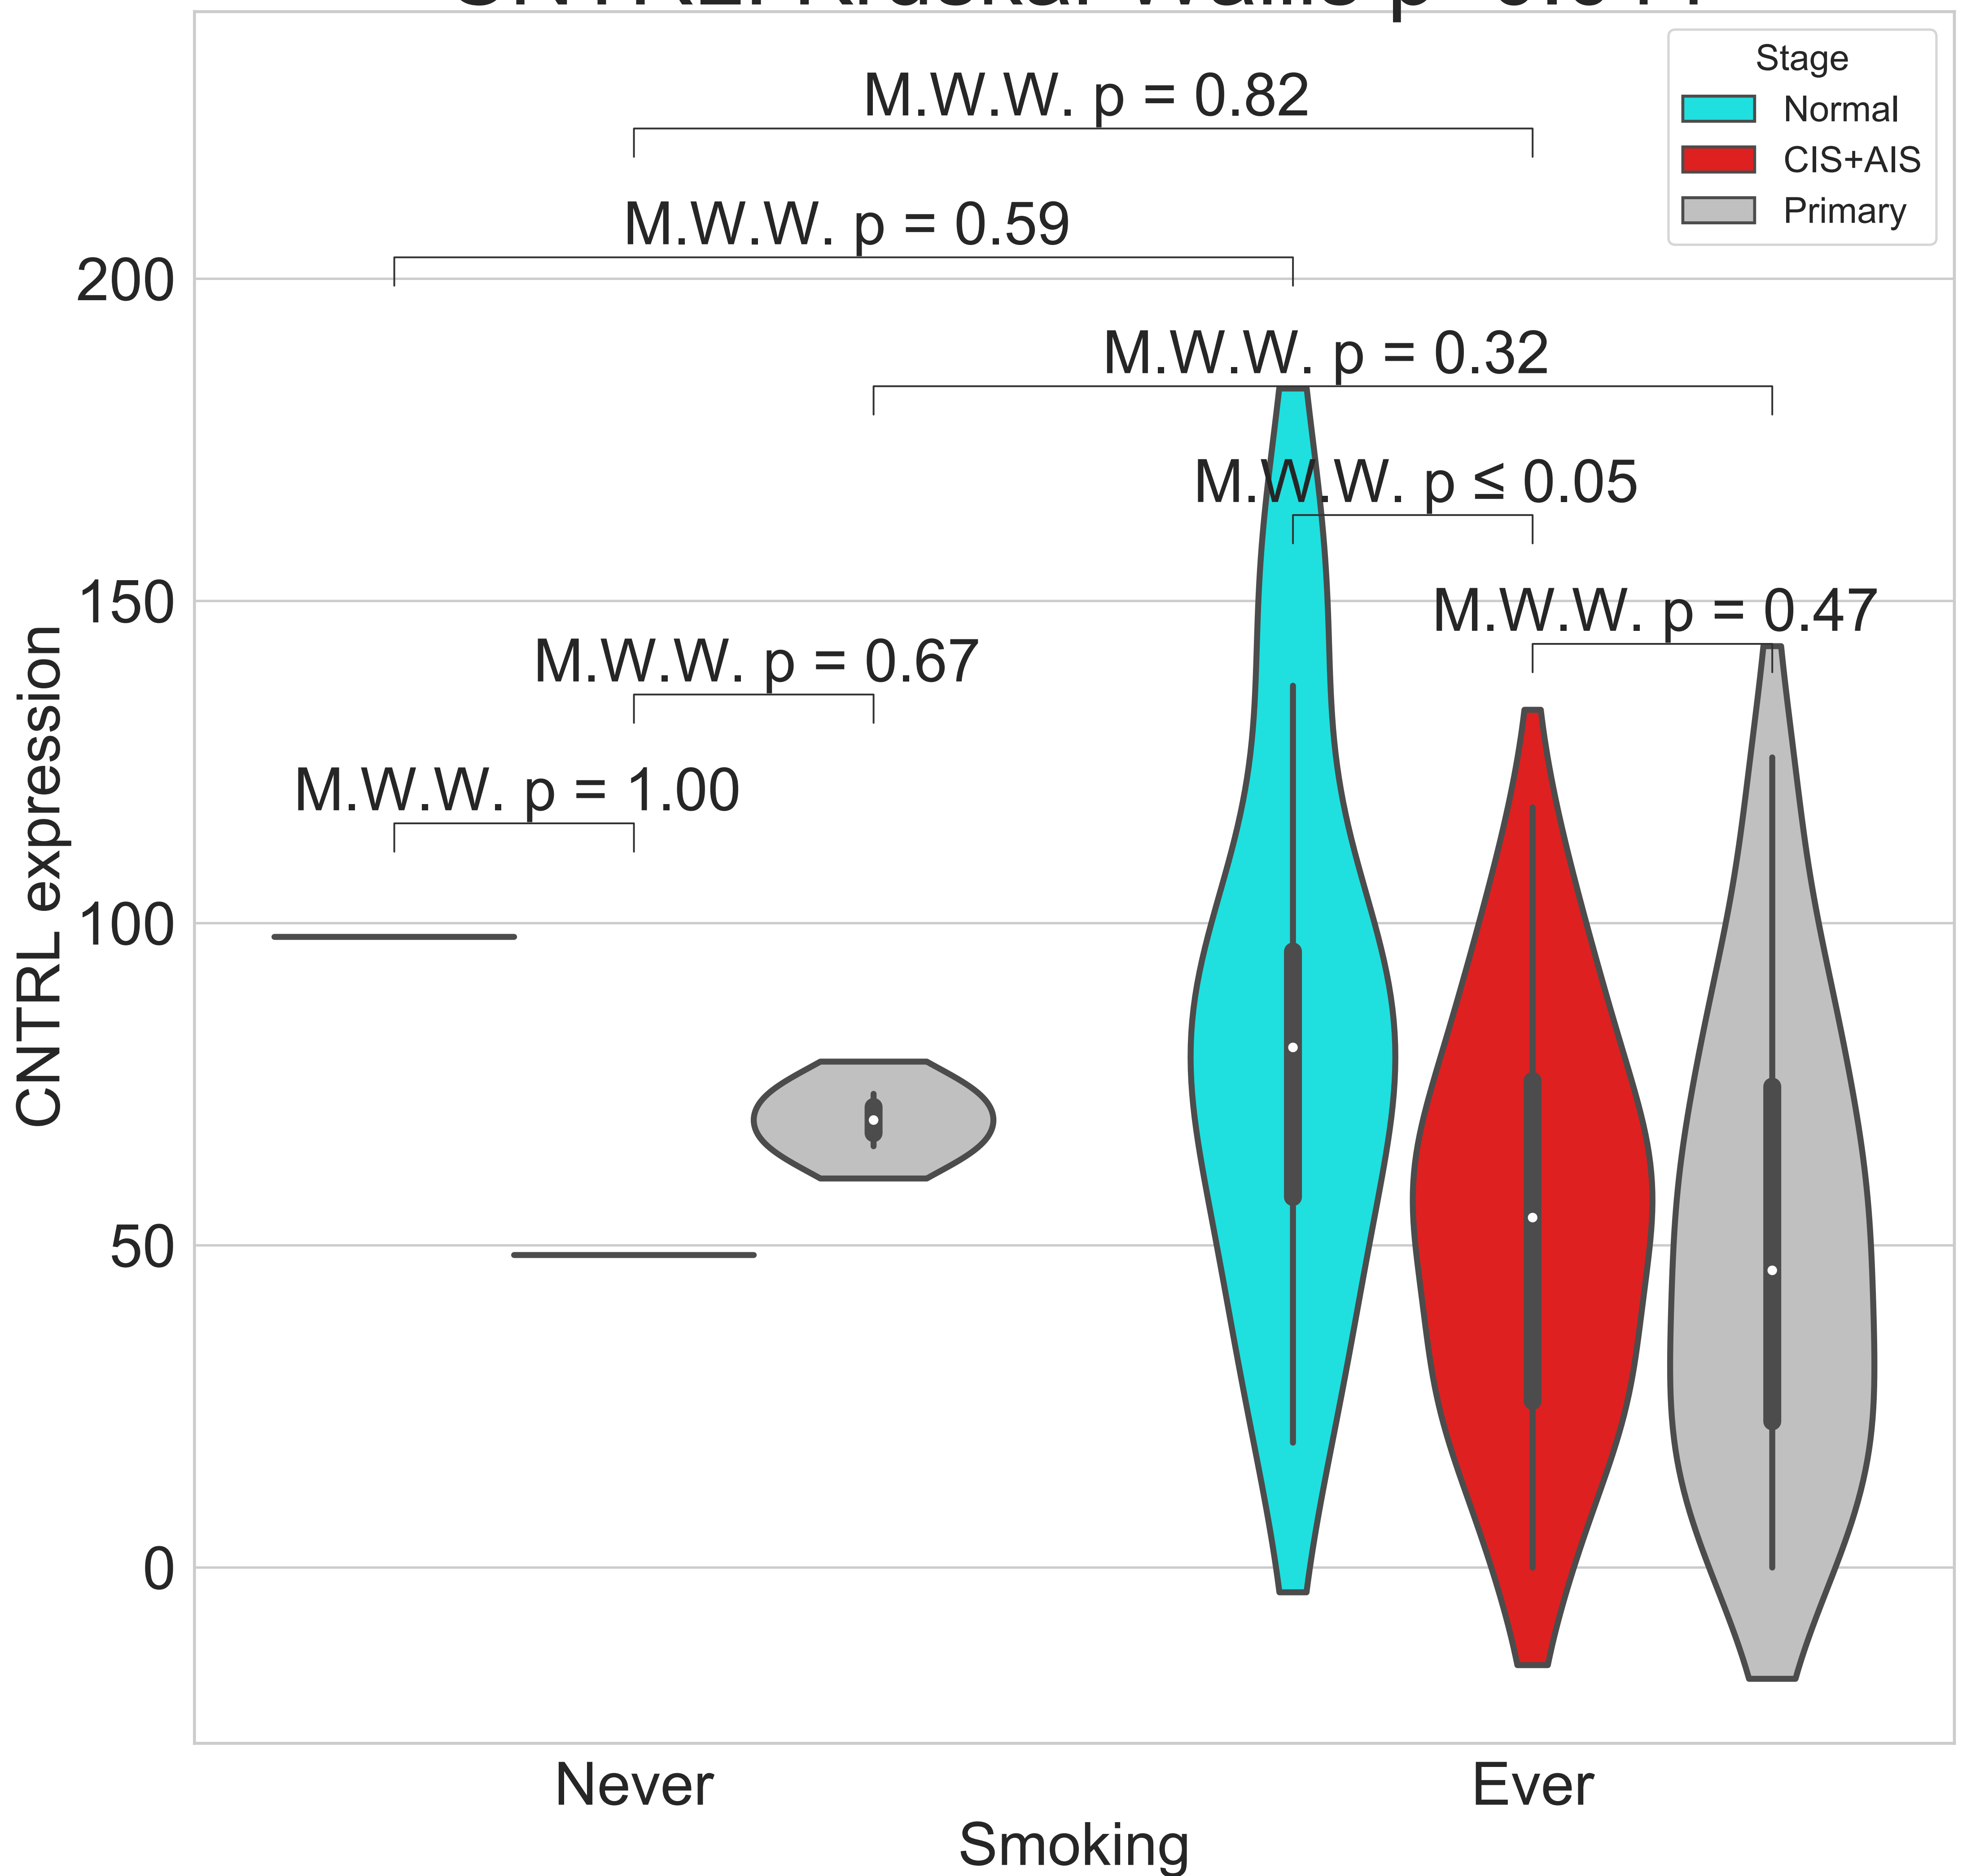 Stage
Normal
CIS+AIS
Primary
M.W.W. p = 0.82
M.W.W. p = 0.59
M.W.W. p = 0.32
M.W.W. p ≤ 0.05
M.W.W. p = 0.47
M.W.W. p = 0.67
M.W.W. p = 1.00
200
150
100
50
0
CNTRL expression
Never
Ever
Smoking